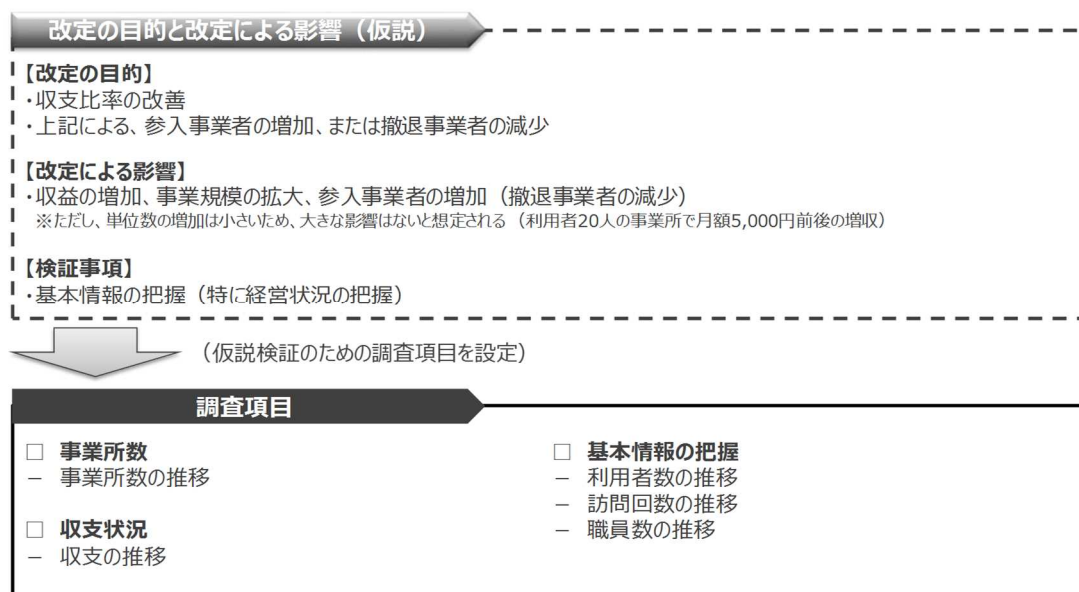 改定の目的と改定による影響（仮説）
【改定の目的】
・収支比率の改善
・上記による、参入事業者の増加、または撤退事業者の減少
【改定による影響】
・収益の増加、事業規模の拡大、参入事業者の増加（撤退事業者の減少）
※ただし、単位数の増加は小さいため、大きな影響はないと想定される（利用者20人の事業所で月額5,000円前後の増収）
【検証事項】
・基本情報の把握（特に経営状況の把握）
（仮説検証のための調査項目を設定）
調査項目
□ 事業所数
－ 事業所数の推移
□ 収支状況
－ 収支の推移
□ 基本情報の把握
－ 利用者数の推移
－ 訪問回数の推移
－ 職員数の推移